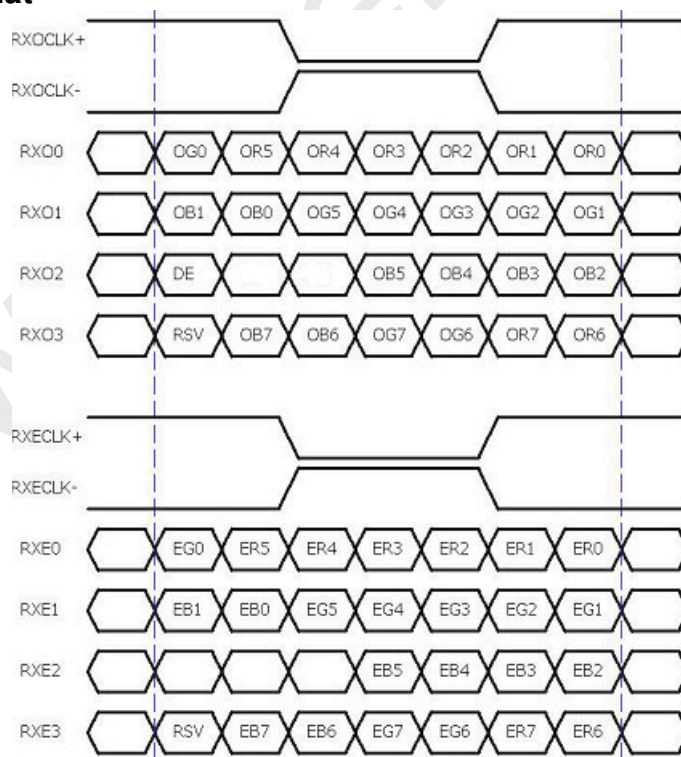 RXOCLK+
RXOCLK-
RXO0 OG0 OR5 OR4 OR3 OR2 OR1 OR0
RXO1 OB1 OB0 OG5 OG4 OG3 OG2 OG1
RXO2 DE OB5 OB4 OB3 OB2
RXO3 RSV OB7 OB6 OG7 OG6 OR7 OR6
RXECLK+
RXECLK-
RXE0 EG0 ER5 ER4 ER3 ER2 ER1 ER0
RXE1 EB1 EB0 EG5 EG4 EG3 EG2 EG1
RXE2 EB5 EB4 EB3 EB2
RXE3 RSV EB7 EB6 EG7 EG6 ER7 ER6